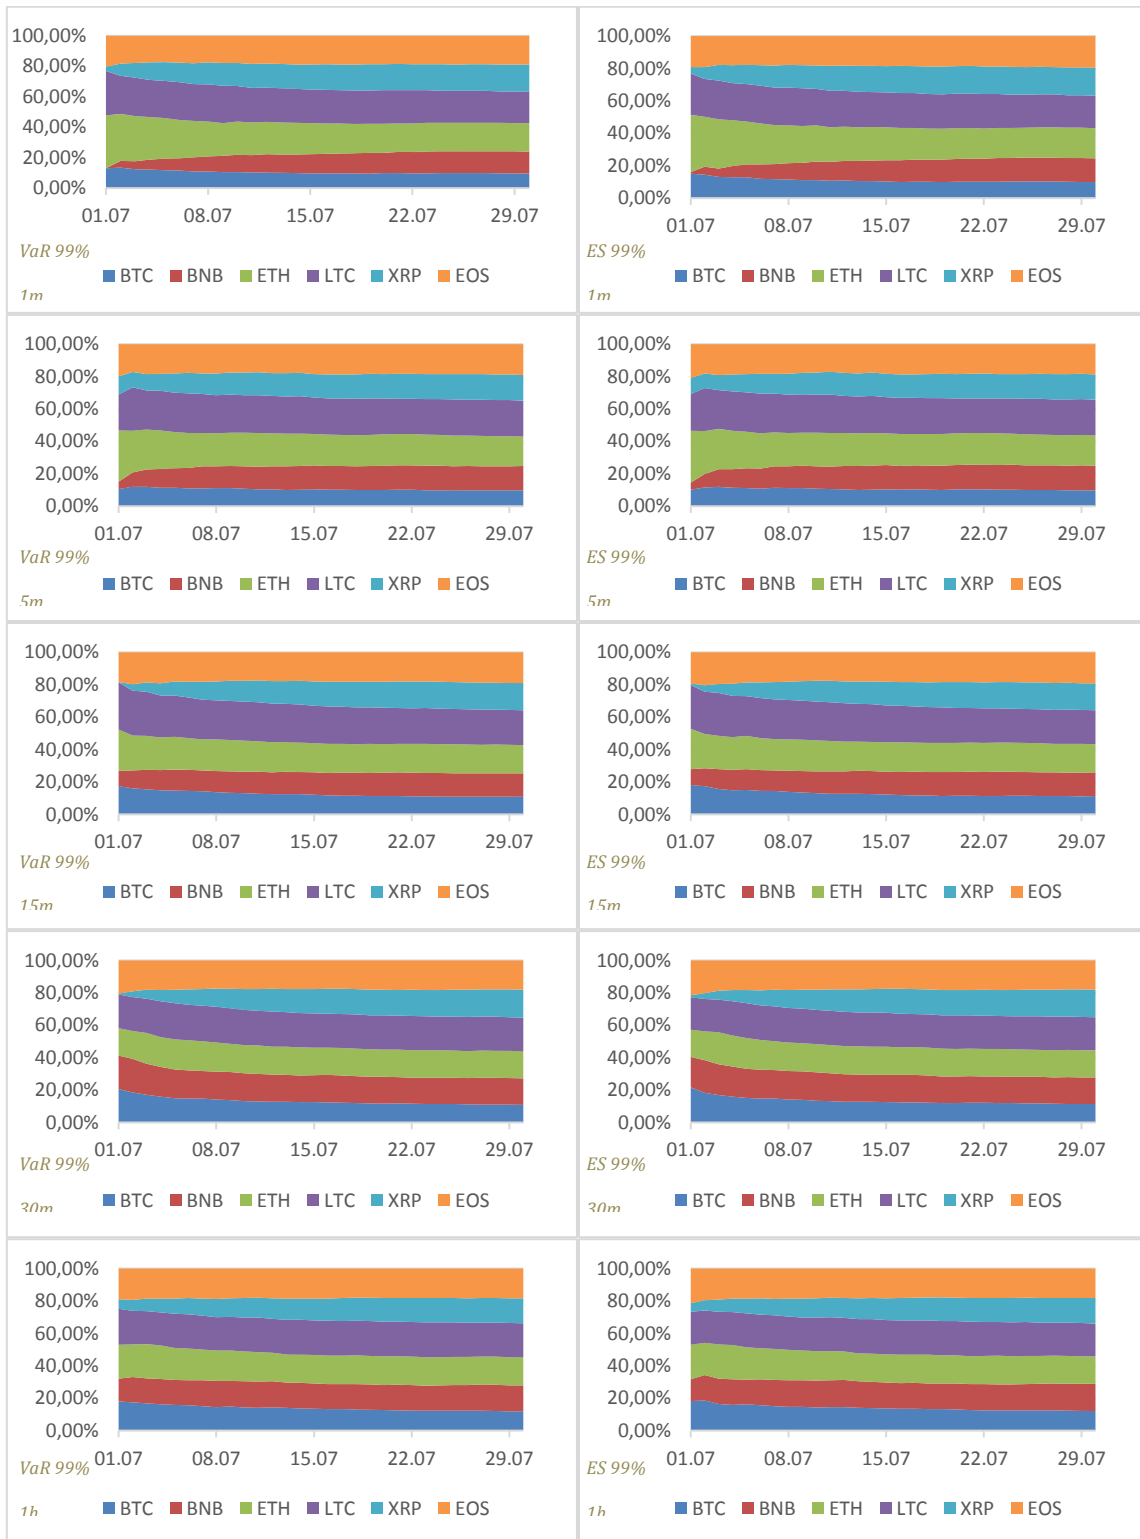 100,00%
80,00%
60,00%
40,00%
20,00%
0,00%
01.07 08.07 15.07 22.07 29.07
VaR 99%
BTC BNB ETH LTC XRP EOS
1m
100,00%
80,00%
60,00%
40,00%
20,00%
0,00%
01.07 08.07 15.07 22.07 29.07
ES 99%
BTC BNB ETH LTC XRP EOS
1m
100,00%
80,00%
60,00%
40,00%
20,00%
0,00%
01.07 08.07 15.07 22.07 29.07
VaR 99%
BTC BNB ETH LTC XRP EOS
5m
100,00%
80,00%
60,00%
40,00%
20,00%
0,00%
01.07 08.07 15.07 22.07 29.07
ES 99%
BTC BNB ETH LTC XRP EOS
5m
100,00%
80,00%
60,00%
40,00%
20,00%
0,00%
01.07 08.07 15.07 22.07 29.07
VaR 99%
BTC BNB ETH LTC XRP EOS
15m
100,00%
80,00%
60,00%
40,00%
20,00%
0,00%
01.07 08.07 15.07 22.07 29.07
ES 99%
BTC BNB ETH LTC XRP EOS
15m
100,00%
80,00%
60,00%
40,00%
20,00%
0,00%
01.07 08.07 15.07 22.07 29.07
VaR 99%
BTC BNB ETH LTC XRP EOS
30m
100,00%
80,00%
60,00%
40,00%
20,00%
0,00%
01.07 08.07 15.07 22.07 29.07
ES 99%
BTC BNB ETH LTC XRP EOS
30m
100,00%
80,00%
60,00%
40,00%
20,00%
0,00%
01.07 08.07 15.07 22.07 29.07
VaR 99%
BTC BNB ETH LTC XRP EOS
1h
100,00%
80,00%
60,00%
40,00%
20,00%
0,00%
01.07 08.07 15.07 22.07 29.07
ES 99%
BTC BNB ETH LTC XRP EOS
1h